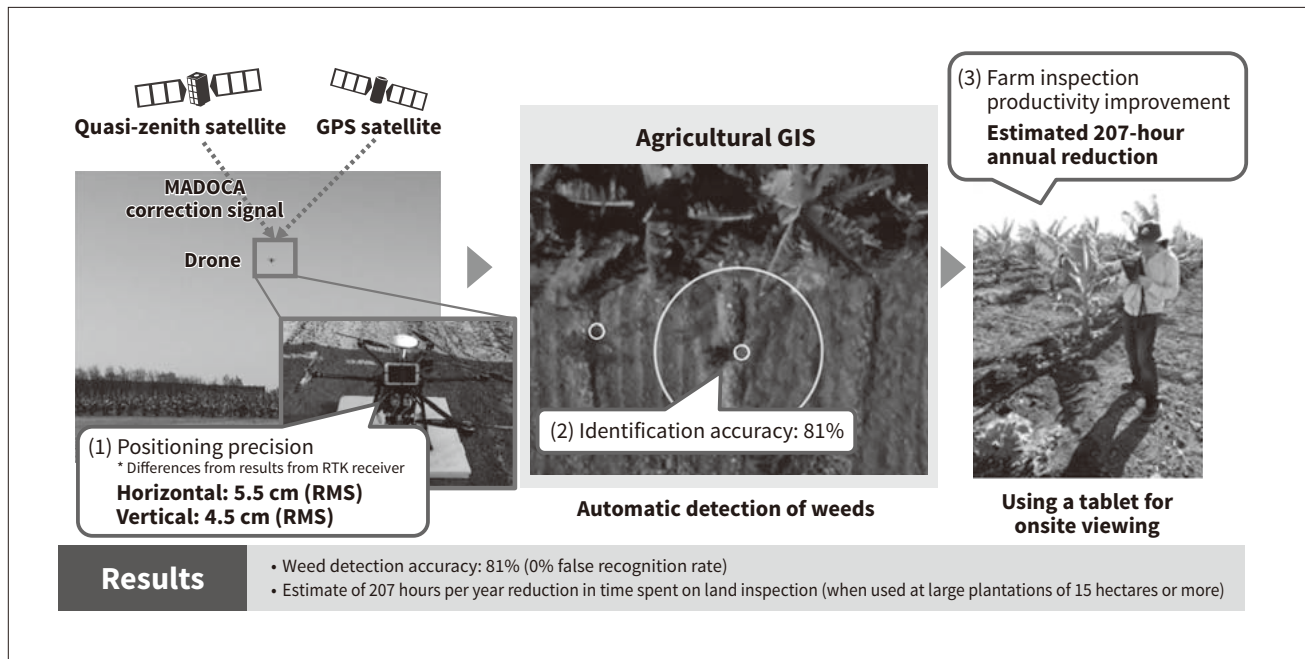 Quasi-zenith satellite
GPS satellite
MADOCA
correction signal
Drone
(1) Positioning precision
* Differences from results from RTK receiver
Horizontal: 5.5 cm (RMS)
Vertical: 4.5 cm (RMS)
Agricultural GIS
(2) Identification accuracy: 81%
Automatic detection of weeds
(3) Farm inspection
productivity improvement
Estimated 207-hour
annual reduction
Using a tablet for
onsite viewing
Results
• Weed detection accuracy: 81% (0% false recognition rate)
• Estimate of 207 hours per year reduction in time spent on land inspection (when used at large plantations of 15 hectares or more)